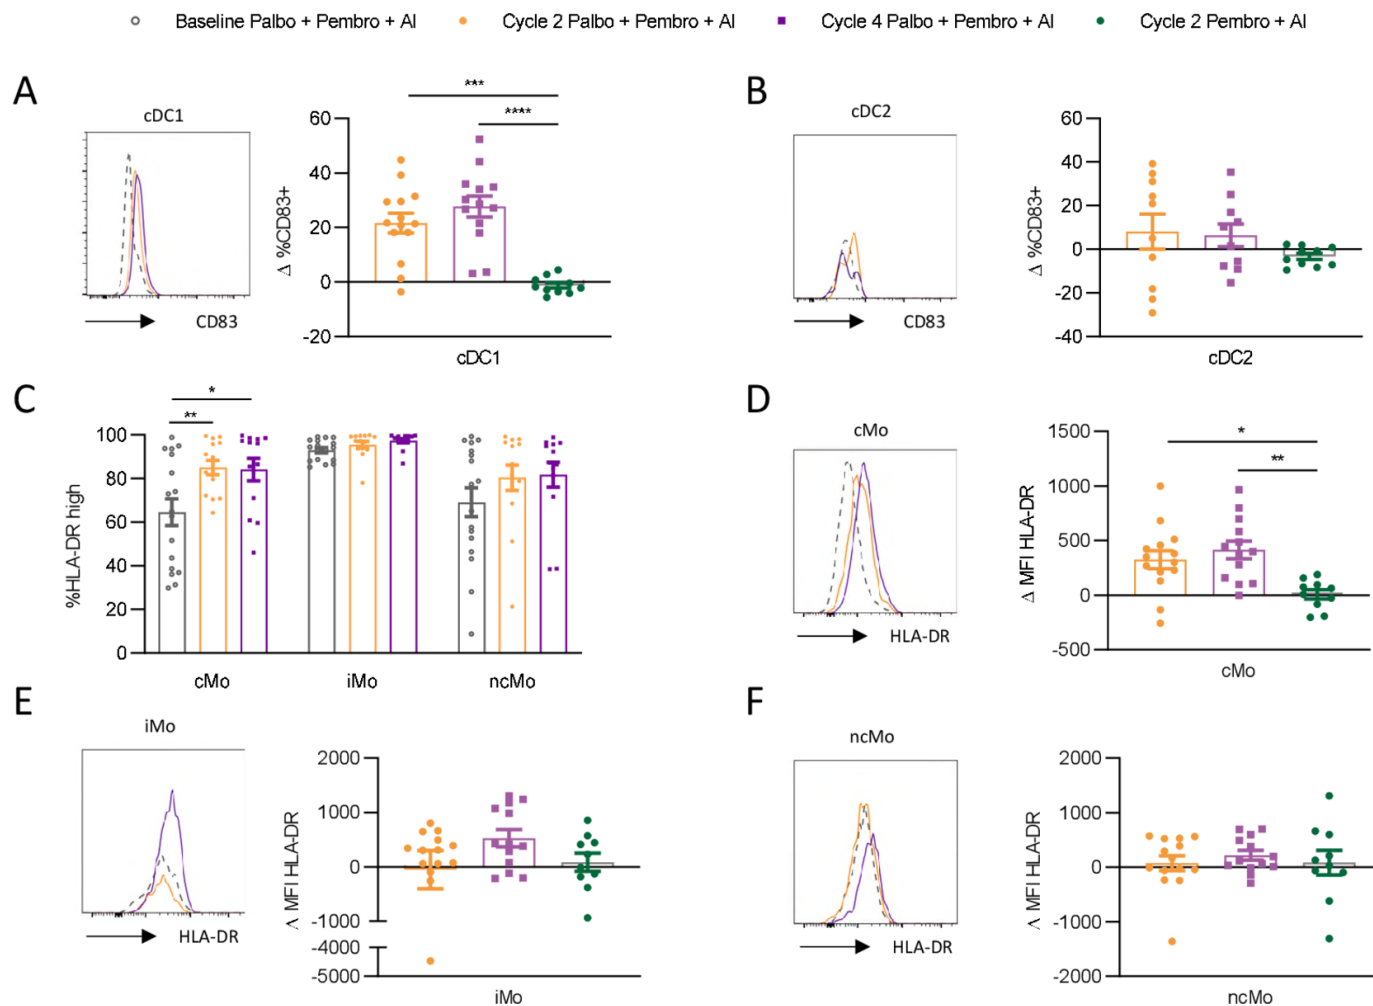 Baseline Palbo + Pembro + AI Cycle 2 Palbo + Pembro + AI Cycle 4 Palbo + Pembro + AI Cycle 2 Pembro + AI
A
cDC1
CD83
***
****
Δ %CD83+
60
40
20
0
-20
cDC1
B
cDC2
CD83
Δ %CD83+
60
40
20
0
-20
-40
cDC2
C
*
**
%HLA-DR high
100
80
60
40
20
0
cMo iMo ncMo
D
cMo
HLA-DR
*
**
Δ MFI HLA-DR
1500
1000
500
0
-500
cMo
E
iMo
HLA-DR
Δ MFI HLA-DR
2000
1000
0
-1000
-4000
-5000
iMo
F
ncMo
HLA-DR
Δ MFI HLA-DR
2000
1000
0
-1000
-2000
ncMo